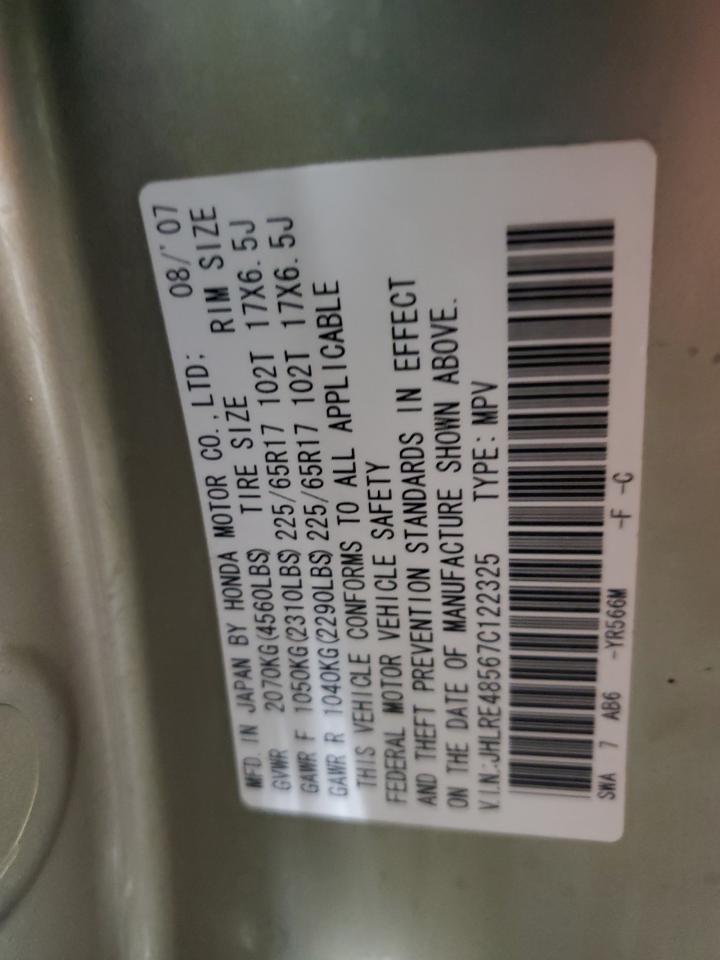 MFD. IN JAPAN BY HONDA MOTOR CO.,LTD: 08/'07
GVWR 2070KG(4560LBS) TIRE SIZE RIM SIZE
GAWR F 1050KG(2310LBS) 225/65R17 102T 17X6.5J
GAWR R 1040KG(2290LBS) 225/65R17 102T 17X6.5J
THIS VEHICLE CONFORMS TO ALL APPLICABLE
FEDERAL MOTOR VEHICLE SAFETY
AND THEFT PREVENTION STANDARDS IN EFFECT
ON THE DATE OF MANUFACTURE SHOWN ABOVE.
V.I.N.:JHLRE48567C122325 TYPE: MPV
SWA 7 AB6 -YR566M -F -C